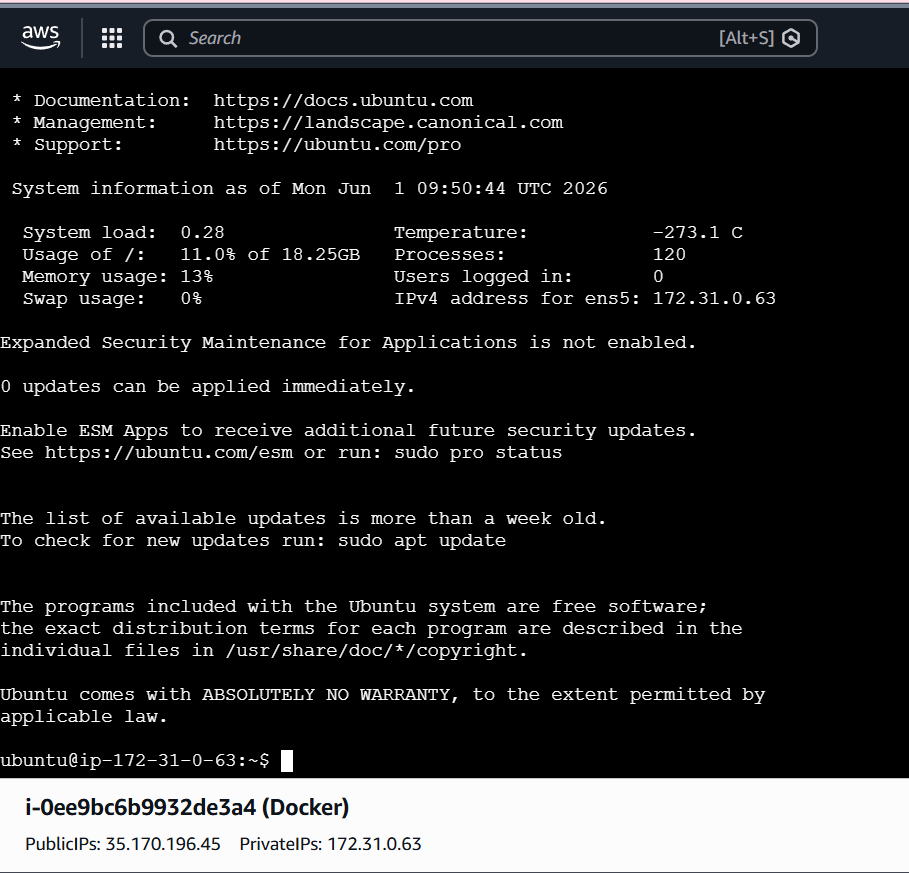 aws
Search [Alt+S]
* Documentation: https://docs.ubuntu.com
* Management: https://landscape.canonical.com
* Support: https://ubuntu.com/pro
System information as of Mon Jun 1 09:50:44 UTC 2026
System load: 0.28 Temperature: -273.1 C
Usage of /: 11.0% of 18.25GB Processes: 120
Memory usage: 13% Users logged in: 0
Swap usage: 0% IPv4 address for ens5: 172.31.0.63
Expanded Security Maintenance for Applications is not enabled.
0 updates can be applied immediately.
Enable ESM Apps to receive additional future security updates.
See https://ubuntu.com/esm or run: sudo pro status
The list of available updates is more than a week old.
To check for new updates run: sudo apt update
The programs included with the Ubuntu system are free software;
the exact distribution terms for each program are described in the
individual files in /usr/share/doc/*/copyright.
Ubuntu comes with ABSOLUTELY NO WARRANTY, to the extent permitted by
applicable law.
ubuntu@ip-172-31-0-63:~$
i-0ee9bc6b9932de3a4 (Docker)
PublicIPs: 35.170.196.45 PrivateIPs: 172.31.0.63